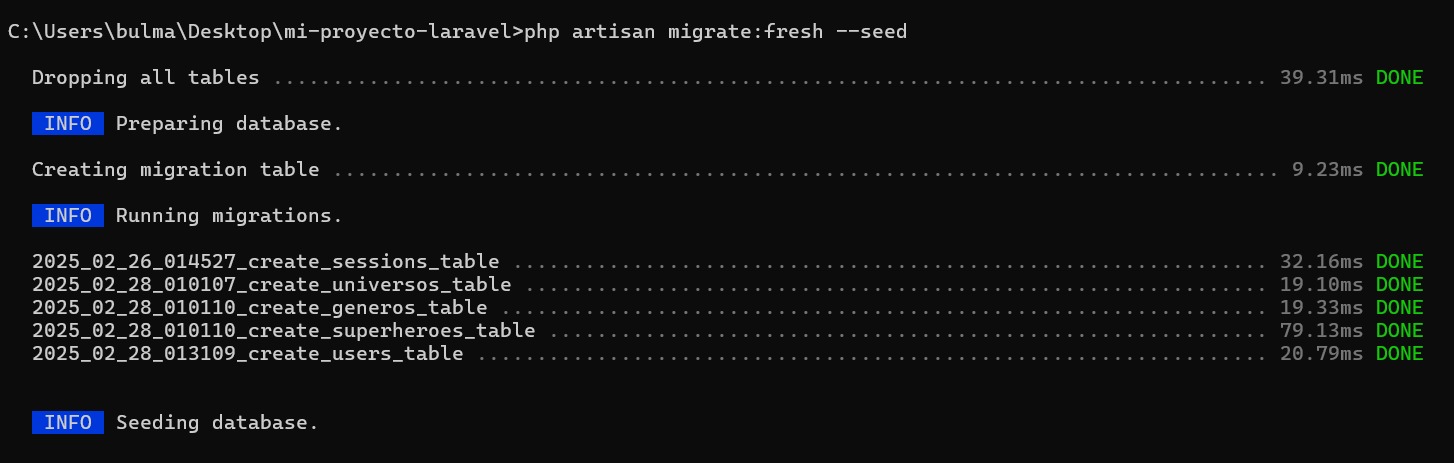 C:\Users\bulma\Desktop\mi-proyecto-laravel>php artisan migrate:fresh --seed
Dropping all tables ................................................................................... 39.31ms DONE
INFO Preparing database.
Creating migration table ............................................................................... 9.23ms DONE
INFO Running migrations.
2025_02_26_014527_create_sessions_table ............................................................... 32.16ms DONE
2025_02_28_010107_create_universos_table .............................................................. 19.10ms DONE
2025_02_28_010110_create_generos_table ................................................................ 19.33ms DONE
2025_02_28_010110_create_superheroes_table ............................................................ 79.13ms DONE
2025_02_28_013109_create_users_table .................................................................. 20.79ms DONE
INFO Seeding database.